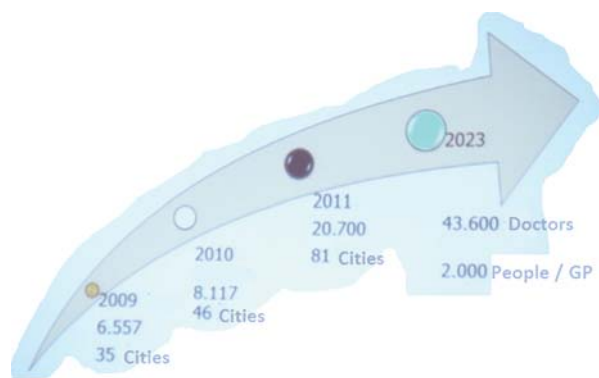 2009
6.557
35 Cities
2010
8.117
46 Cities
2011
20.700
81 Cities
2023
43.600 Doctors
2.000 People / GP